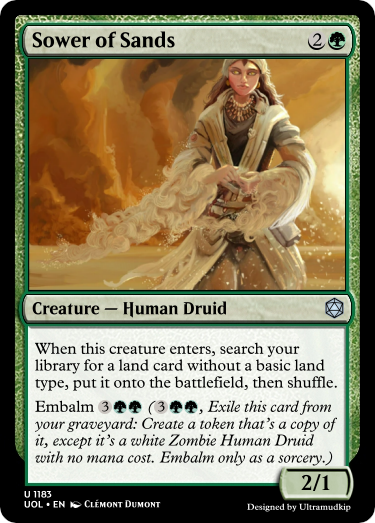 Sower of Sands 2
Creature — Human Druid
When this creature enters, search your
library for a land card without a basic land
type, put it onto the battlefield, then shuffle.
Embalm 3 (3, Exile this card from
your graveyard: Create a token that's a copy of
it, except it's a white Zombie Human Druid
with no mana cost. Embalm only as a sorcery.)
2/1
U 1183
UOL • EN Clémont Dumont
Designed by Ultramudkip